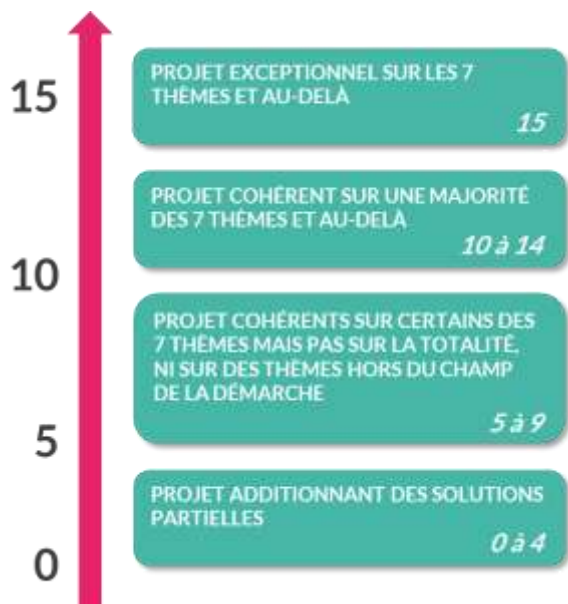 15
PROJET EXCEPTIONNEL SUR LES 7
THÈMES ET AU-DELÀ
15
PROJET COHÉRENT SUR UNE MAJORITÉ
DES 7 THÈMES ET AU-DELÀ
10 à 14
10
PROJET COHÉRENTS SUR CERTAINS DES
7 THÈMES MAIS PAS SUR LA TOTALITÉ,
NI SUR DES THÈMES HORS DU CHAMP
DE LA DÉMARCHE
5 à 9
5
PROJET ADDITIONNANT DES SOLUTIONS
PARTIELLES
0 à 4
0